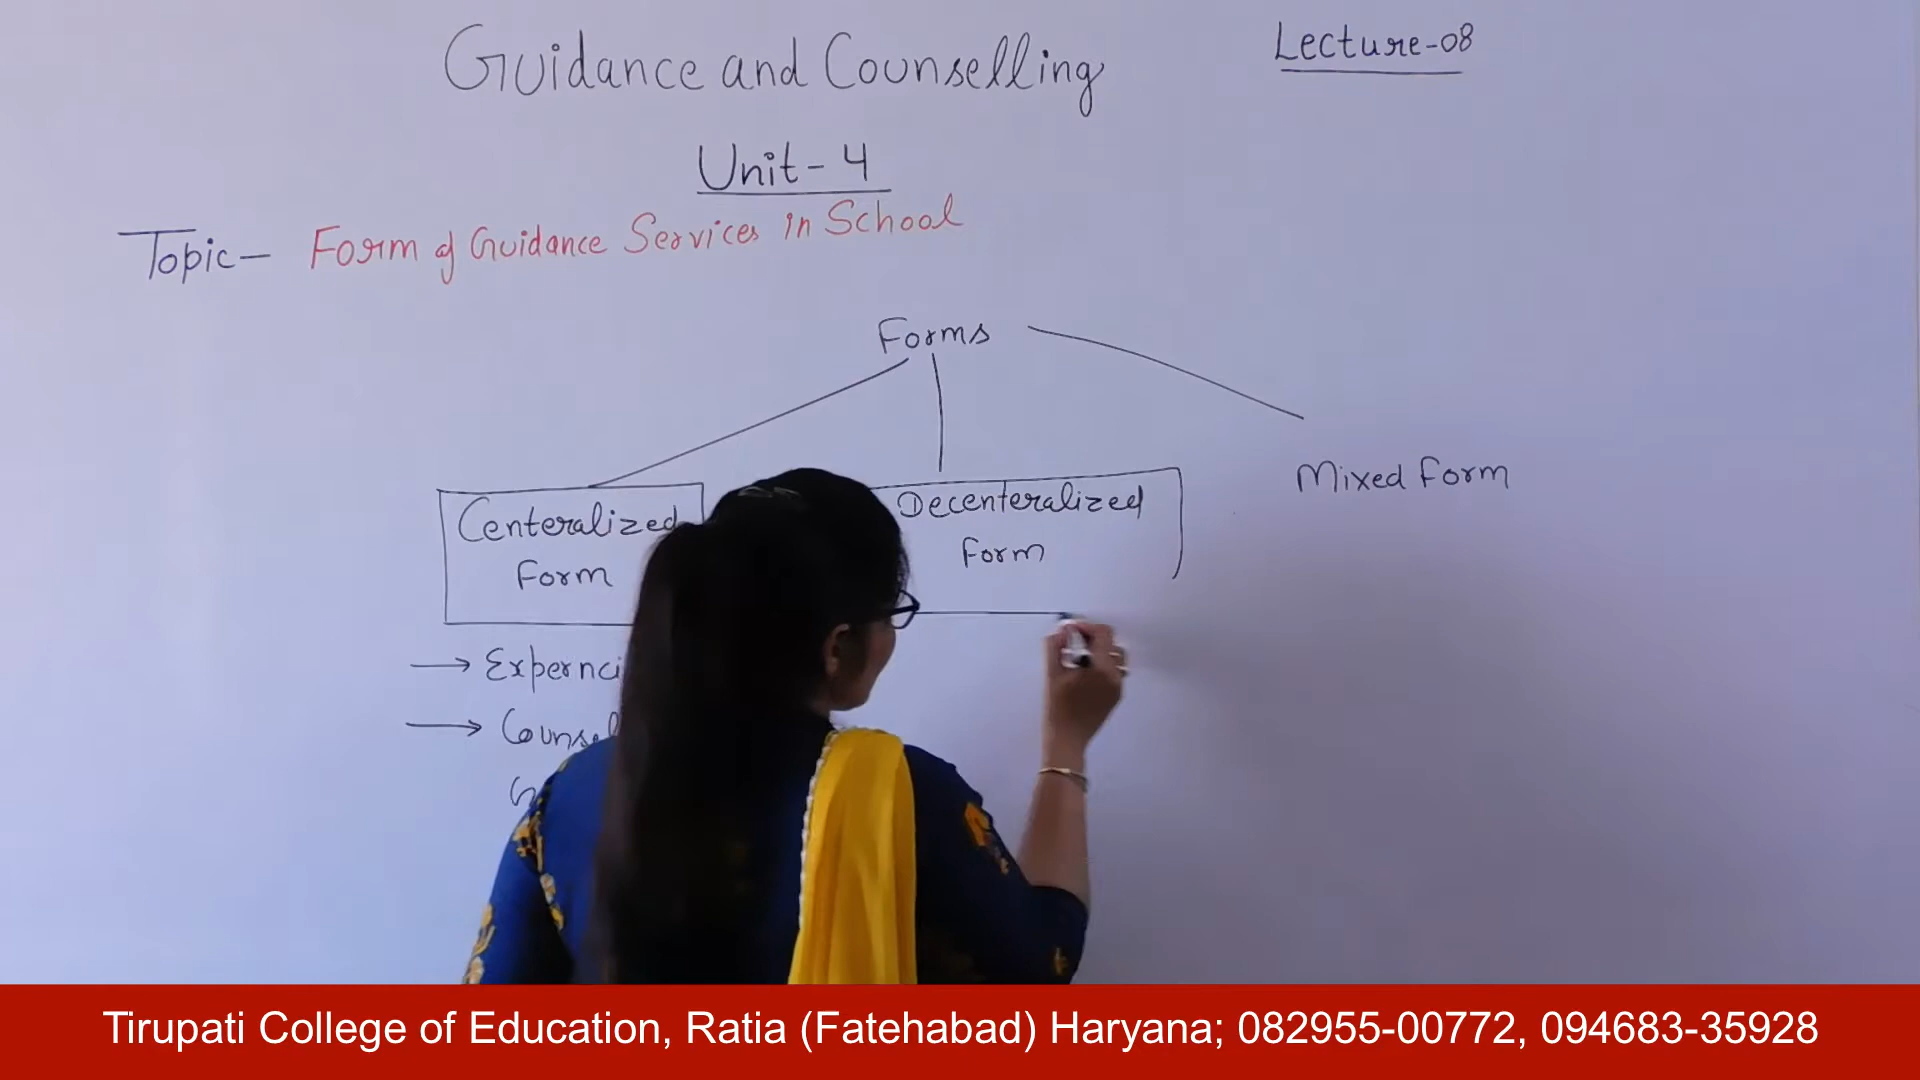 Guidance and Counselling
Lecture-08
Unit-4
Topic- Form of Guidance Services in School
Forms
Centeralized
Form
Decenteralized
Form
Mixed Form
→
→
Tirupati College of Education, Ratia (Fatehabad) Haryana; 082955-00772, 094683-35928